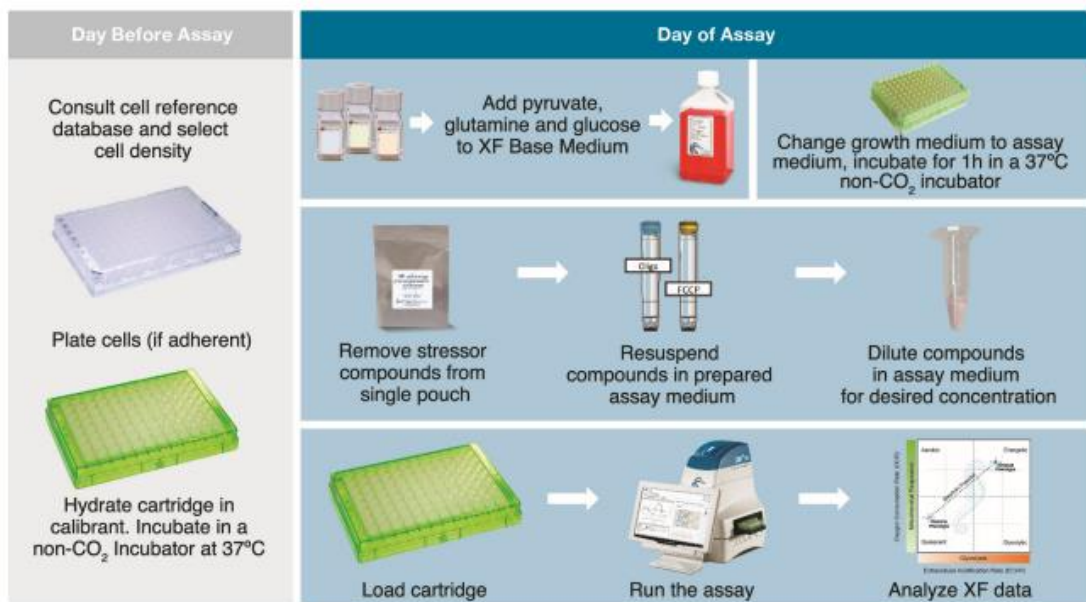 Day Before Assay
Consult cell reference
database and select
cell density
Plate cells (if adherent)
Hydrate cartridge in
calibrant. Incubate in a
non-CO₂ Incubator at 37ºC
Day of Assay
Add pyruvate,
glutamine and glucose
to XF Base Medium
Change growth medium to assay
medium, incubate for 1h in a 37ºC
non-CO₂ incubator
Remove stressor
compounds from
single pouch
Oligo
FCCP
Resuspend
compounds in prepared
assay medium
Dilute compounds
in assay medium
for desired concentration
Load cartridge
Run the assay
Aerobic
Energetic
Quiescent
Glycolytic
Glycolysis
Analyze XF data